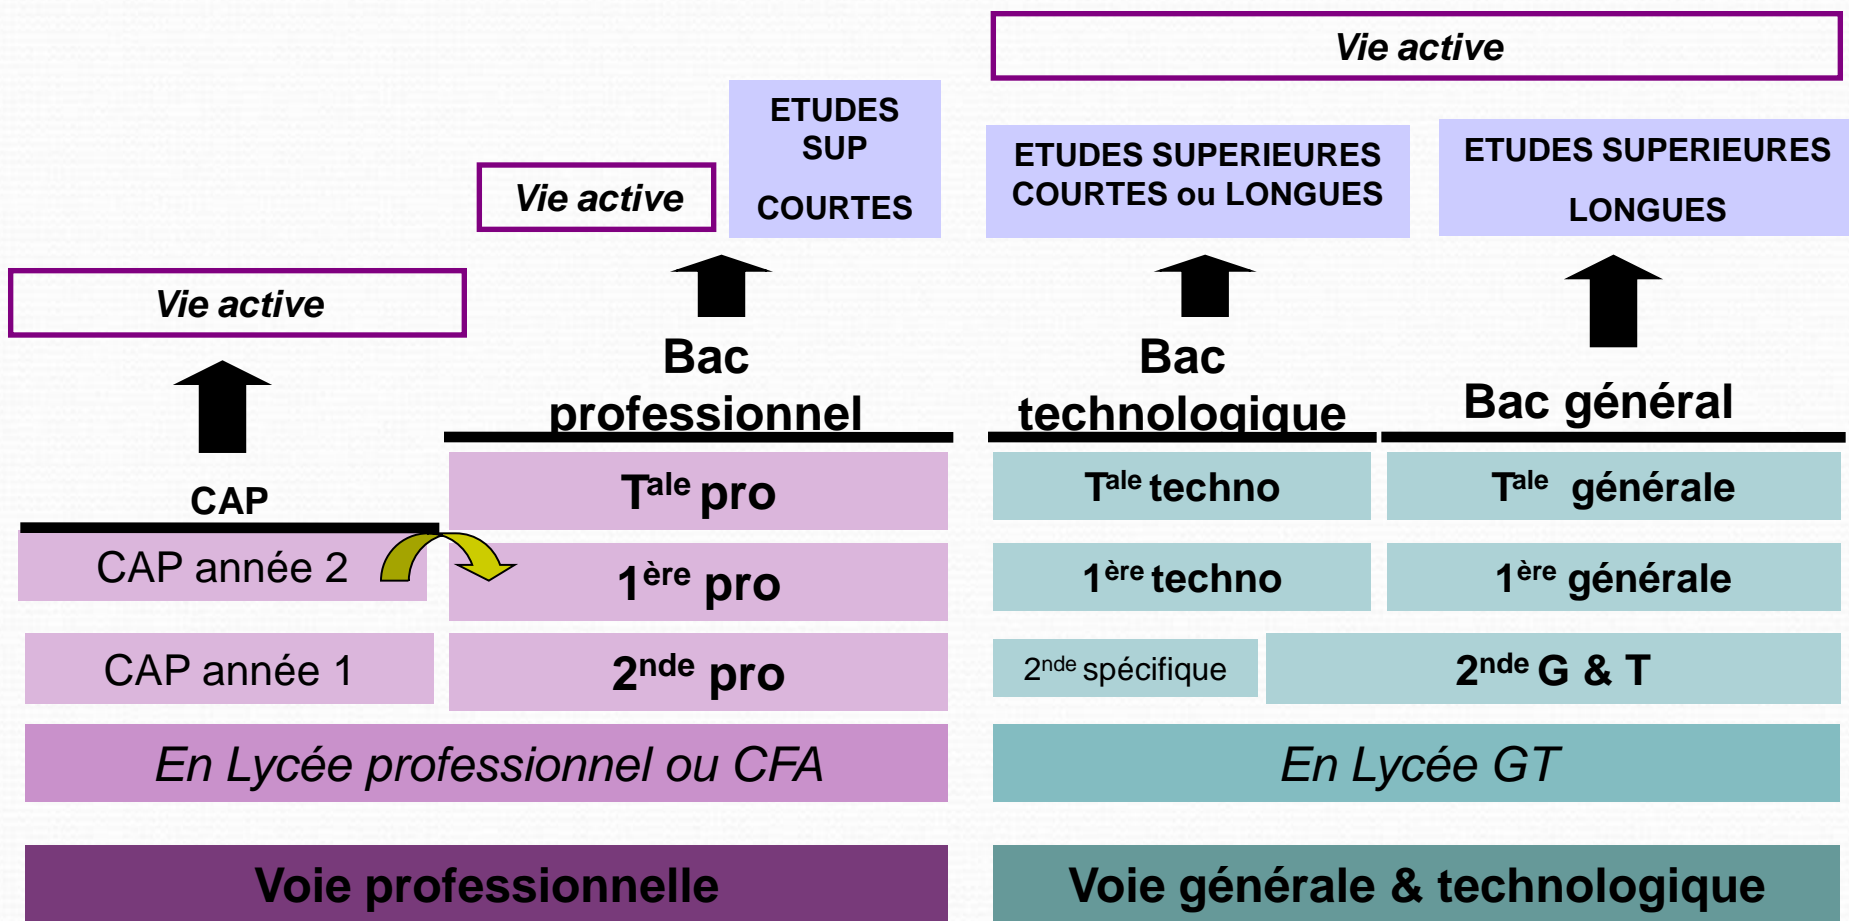 Vie active
ETUDES
SUP
COURTES
Vie active
ETUDES SUPERIEURES
COURTES ou LONGUES
ETUDES SUPERIEURES
LONGUES
Vie active
Bac
professionnel
Bac
technologique
Bac général
CAP
Tale pro
Tale techno
Tale générale
CAP année 2
1ère pro
1ère techno
1ère générale
CAP année 1
2nde pro
2nde spécifique
2nde G & T
En Lycée professionnel ou CFA
En Lycée GT
Voie professionnelle
Voie générale & technologique